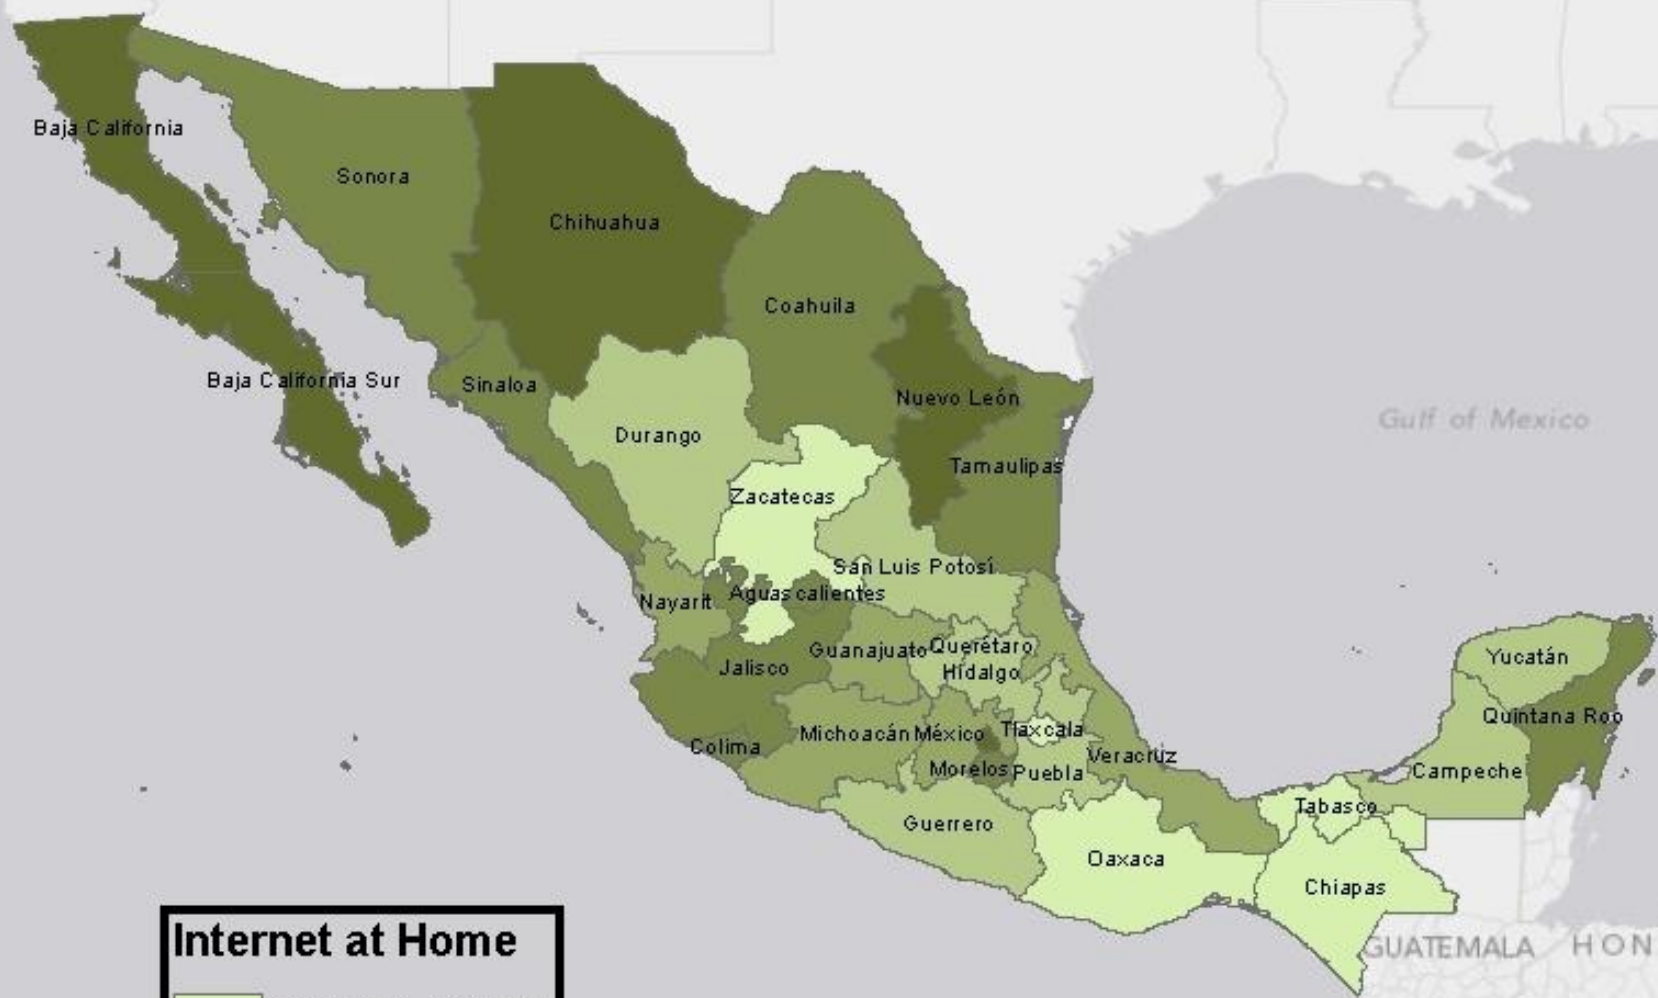 Baja California
Sonora
Chihuahua
Coahuila
Baja California Sur
Sinaloa
Nuevo León
Gulf of Mexico
Durango
Tamaulipas
Zacatecas
San Luis Potosí
Aguascalientes
Nayarit
Guanajuato
Querétaro
Yucatán
Jalisco
Hidalgo
Quintana Roo
Michoacán
México
Tlaxcala
Colima
Veracruz
Morelos
Puebla
Campeche
Tabasco
Guerrero
Oaxaca
Chiapas
Internet at Home
GUATEMALA
HON